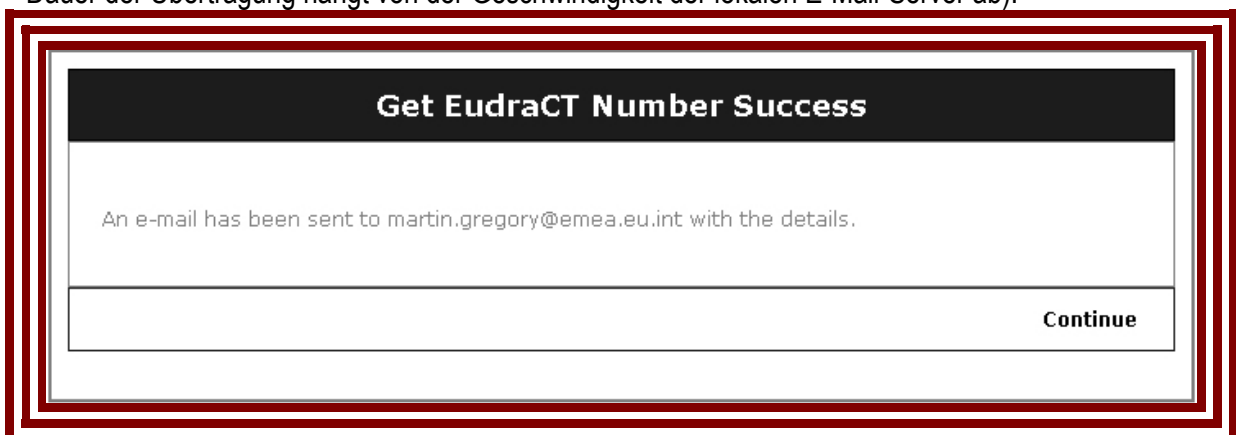 Dauer der Übertragung hängt von der Geschwindigkeit der lokalen E-Mail-Server ab).
Get EudraCT Number Success
An e-mail has been sent to martin.gregory@emea.eu.int with the details.
Continue